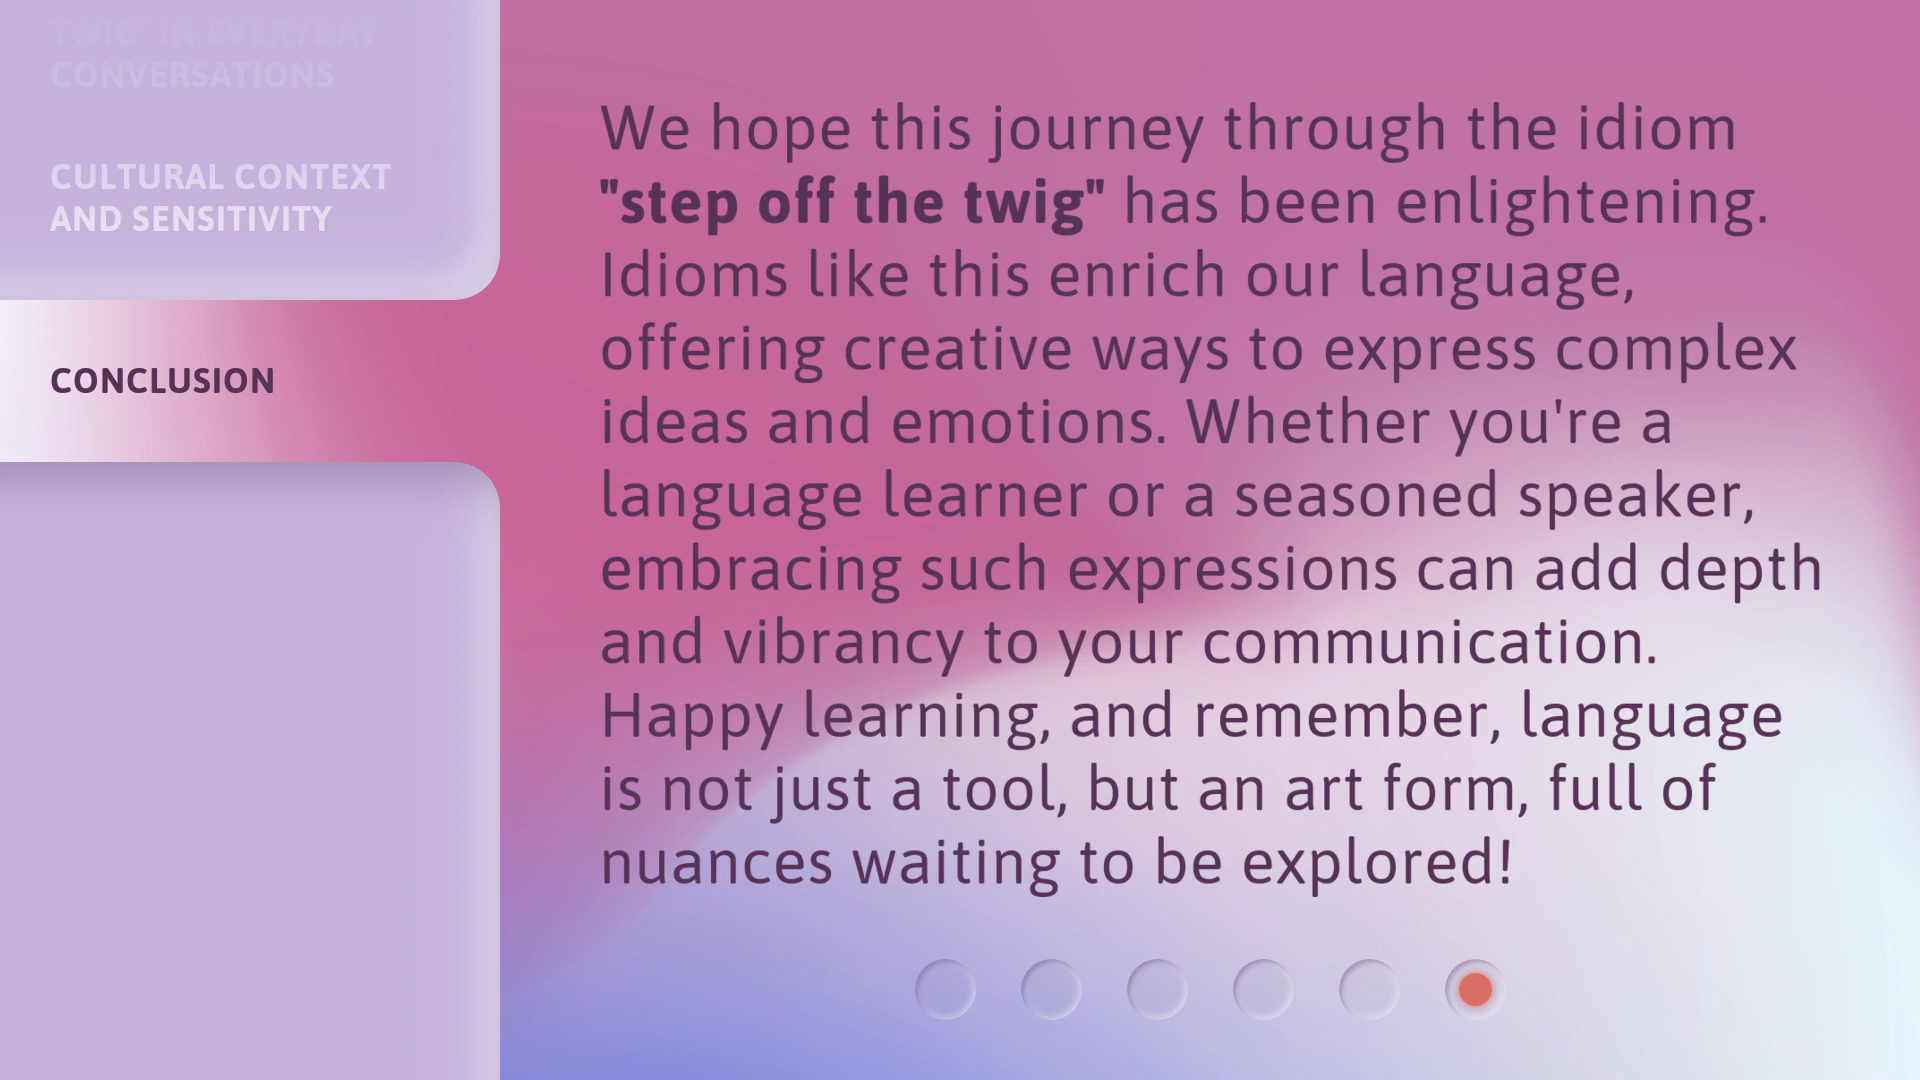 TWIG" IN EVERYDAY
CONVERSATIONS
CULTURAL CONTEXT
AND SENSITIVITY
CONCLUSION
We hope this journey through the idiom
"step off the twig" has been enlightening.
Idioms like this enrich our language,
offering creative ways to express complex
ideas and emotions. Whether you're a
language learner or a seasoned speaker,
embracing such expressions can add depth
and vibrancy to your communication.
Happy learning, and remember, language
is not just a tool, but an art form, full of
nuances waiting to be explored!